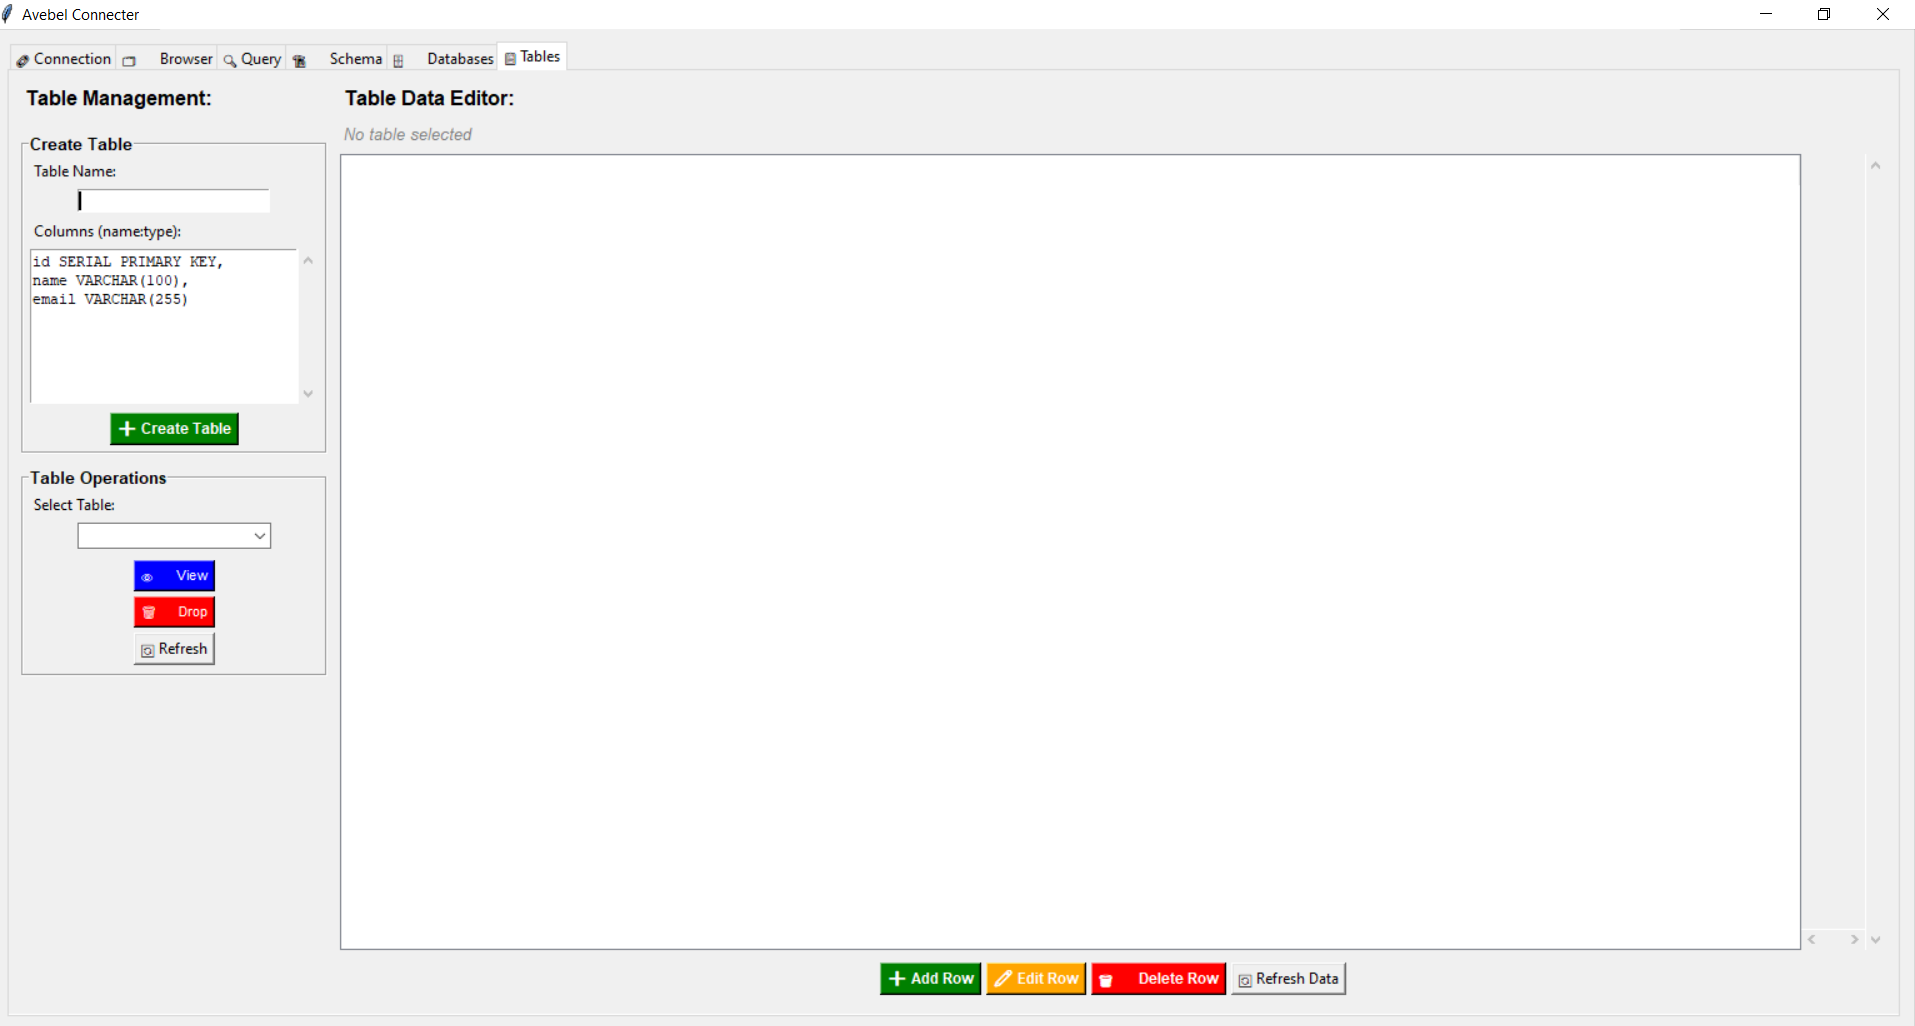 Avebel Connecter
Connection Browser Query Schema Databases Tables
Table Management:
Create Table
Table Name:
Columns (name:type):
id SERIAL PRIMARY KEY,
name VARCHAR(100),
email VARCHAR(255)
Create Table
Table Operations
Select Table:
View
Drop
Refresh
Table Data Editor:
No table selected
Add Row Edit Row Delete Row Refresh Data